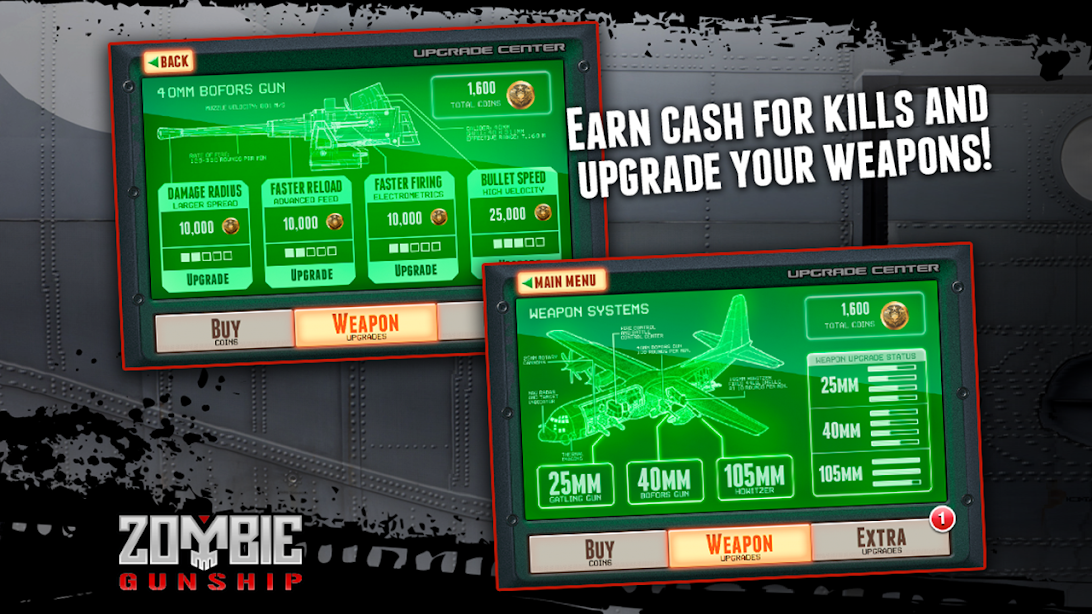 BACK
UPGRADE CENTER
40MM BOFORS GUN
1,600
TOTAL COINS
DAMAGE RADIUS
LARGER SPREAD
10,000
UPGRADE
FASTER RELOAD
ADVANCED FEED
10,000
UPGRADE
FASTER FIRING
ELECTROMETRICS
10,000
UPGRADE
BULLET SPEED
HIGH VELOCITY
25,000
BUY
COINS
WEAPON
UPGRADES
EARN CASH FOR KILLS AND
UPGRADE YOUR WEAPONS!
MAIN MENU
UPGRADE CENTER
WEAPON SYSTEMS
1,600
TOTAL COINS
WEAPON UPGRADE STATUS
25MM
40MM
105MM
25MM
GATLING GUN
40MM
BOFORS GUN
105MM
HOWITZER
BUY
COINS
WEAPON
UPGRADES
EXTRA
UPGRADES
1
ZOMBIE
GUNSHIP